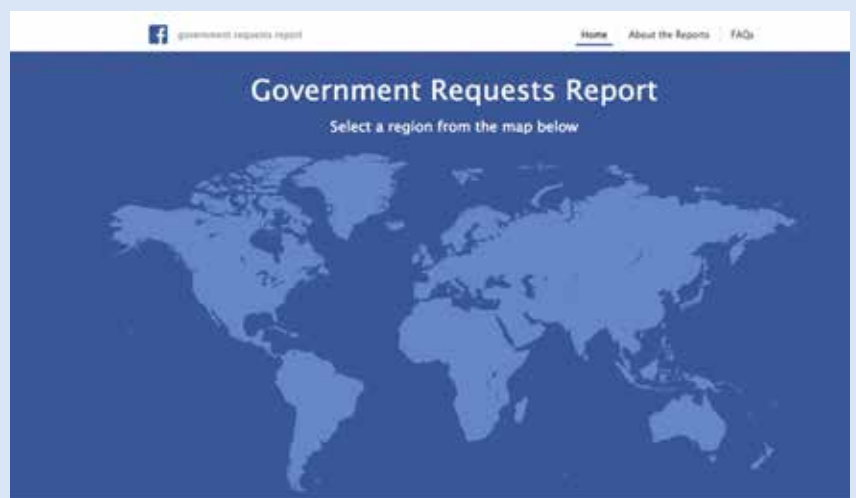 government requests report
Home About the Reports FAQs
Government Requests Report
Select a region from the map below